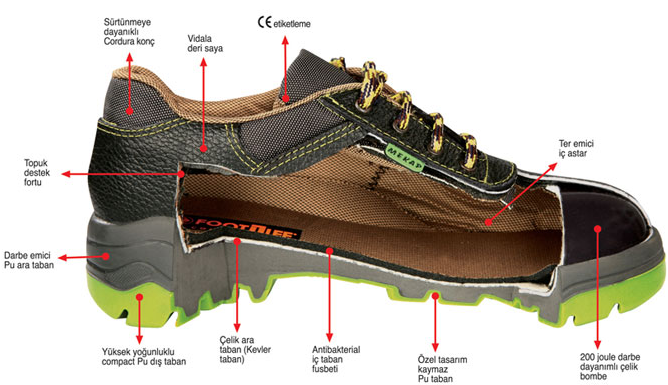 Sürtünmeye
dayanıklı
Cordura konç
Vidala
deri saya
CE etiketleme
Topuk
destek
fortu
Ter emici
iç astar
MEKAP
FOOTLIFE
Darbe emici
Pu ara taban
Yüksek yoğunluklu
compact Pu dış taban
Çelik ara
taban (Kevler
taban)
Antibakterial
iç taban
fusbeti
Özel tasarım
kaymaz
Pu taban
200 joule darbe
dayanımlı çelik
bombe